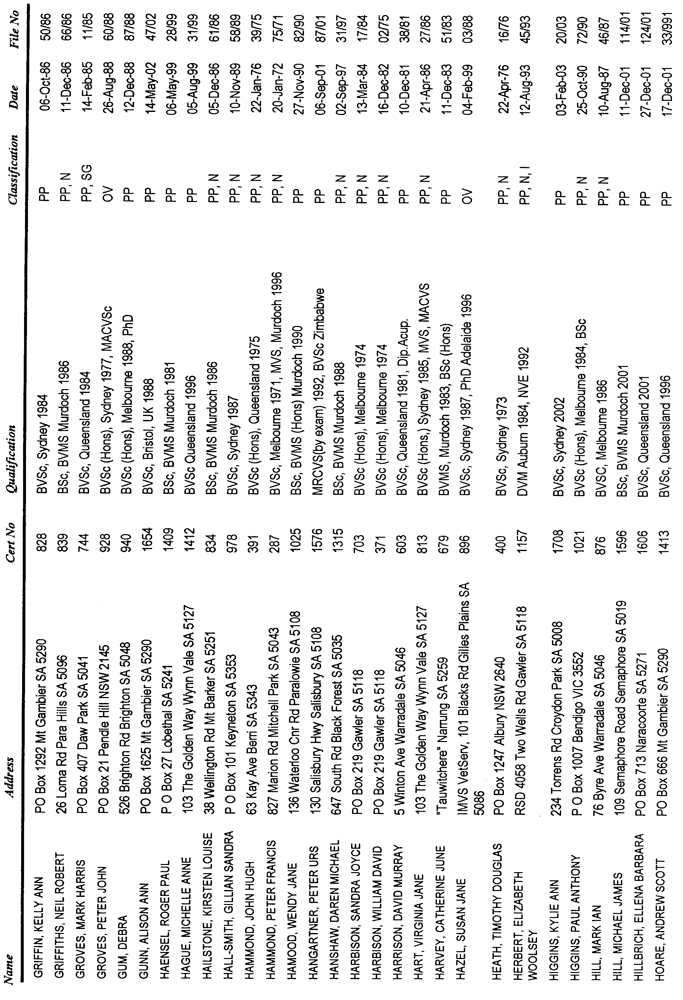 Name Address Cert No Qualification Classification Date File No
GRIFFIN, KELLY ANN PO Box 1292 Mt Gambier SA 5290 828 BVSc, Sydney 1984 PP 06-Oct-86 50/86
GRIFFITHS, NEIL ROBERT 26 Lorna Rd Para Hills SA 5096 839 BSc, BVMS Murdoch 1986 PP, N 11-Dec-86 66/86
GROVES, MARK HARRIS PO Box 407 Daw Park SA 5041 744 BVSc, Queensland 1984 PP, SG 14-Feb-85 11/85
GROVES, PETER JOHN PO Box 21 Pendle Hill NSW 2145 928 BVSc (Hons), Sydney 1977, MACVSc OV 26-Aug-88 60/88
GUM, DEBRA 526 Brighton Rd Brighton SA 5048 940 BVSc (Hons), Melbourne 1988, PhD PP 12-Dec-88 87/88
GUNN, ALISON ANN PO Box 1625 Mt Gambier SA 5290 1654 BVSc, Bristol, UK 1988 PP 14-May-02 47/02
HAENSEL, ROGER PAUL P O Box 27 Lobethal SA 5241 1409 BSc, BVMS Murdoch 1981 PP 06-May-99 28/99
HAGUE, MICHELLE ANNE 103 The Golden Way Wynn Vale SA 5127 1412 BVSc Queensland 1996 PP 05-Aug-99 31/99
HAILSTONE, KIRSTEN LOUISE 38 Wellington Rd Mt Barker SA 5251 834 BSc, BVMS Murdoch 1986 PP, N 05-Dec-86 61/86
HALL-SMITH, GILLIAN SANDRA P O Box 101 Keyneton SA 5353 978 BVSc, Sydney 1987 PP, N 10-Nov-89 58/89
HAMMOND, JOHN HUGH 63 Kay Ave Berri SA 5343 391 BVSc (Hons), Queensland 1975 PP, N 22-Jan-76 39/75
HAMMOND, PETER FRANCIS 827 Marion Rd Mitchell Park SA 5043 287 BVSc, Melbourne 1971, MVS, Murdoch 1996 PP, N 20-Jan-72 75/71
HAMOOD, WENDY JANE 136 Waterloo Cnr Rd Paralowie SA 5108 1025 BSc, BVMS (Hons) Murdoch 1990 PP 27-Nov-90 82/90
HANGARTNER, PETER URS 130 Salisbury Hwy Salisbury SA 5108 1576 MRCVS(by exam) 1992, BVSc Zimbabwe PP 06-Sep-01 87/01
HANSHAW, DAREN MICHAEL 647 South Rd Black Forest SA 5035 1315 BSc, BVMS Murdoch 1988 PP, N 02-Sep-97 31/97
HARBISON, SANDRA JOYCE PO Box 219 Gawler SA 5118 703 BVSc (Hons), Melbourne 1974 PP, N 13-Mar-84 17/84
HARBISON, WILLIAM DAVID PO Box 219 Gawler SA 5118 371 BVSc (Hons), Melbourne 1974 PP, N 16-Dec-82 02/75
HARRISON, DAVID MURRAY 5 Winton Ave Warradale SA 5046 603 BVSc, Queensland 1981, Dip.Acup. PP 10-Dec-81 38/81
HART, VIRGINIA JANE 103 The Golden Way Wynn Vale SA 5127 813 BVSc (Hons,) Sydney 1985, MVS, MACVS PP, N 21-Apr-86 27/86
HARVEY, CATHERINE JUNE "Tauwitchere" Narrung SA 5259 679 BVMS, Murdoch 1983, BSc (Hons) PP 11-Dec-83 51/83
HAZEL, SUSAN JANE IMVS VetServ, 101 Blacks Rd Gilles Plains SA 896 BVSc, Sydney 1987, PhD Adelaide 1996 OV 04-Feb-99 03/88
5086
HEATH, TIMOTHY DOUGLAS PO Box 1247 Albury NSW 2640 400 BVSc, Sydney 1973 PP, N 22-Apr-76 16/76
HERBERT, ELIZABETH RSD 4058 Two Wells Rd Gawler SA 5118 1157 DVM Auburn 1984, NVE 1992 PP, N, I 12-Aug-93 45/93
WOOLSEY
HIGGINS, KYLIE ANN 234 Torrens Rd Croydon Park SA 5008 1708 BVSc, Sydney 2002 PP 03-Feb-03 20/03
HIGGINS, PAUL ANTHONY P O Box 1007 Bendigo VIC 3552 1021 BVSc (Hons), Melbourne 1984, BSc PP, N 25-Oct-90 72/90
HILL, MARK IAN 76 Byre Ave Warradale SA 5046 876 BVSC, Melbourne 1986 PP, N 10-Aug-87 46/87
HILL, MICHAEL JAMES 109 Semaphore Road Semaphore SA 5019 1596 BSc, BVMS Murdoch 2001 PP 11-Dec-01 114/01
HILLBRICH, ELLENA BARBARA PO Box 713 Naracoorte SA 5271 1606 BVSc, Queensland 2001 PP 27-Dec-01 124/01
HOARE, ANDREW SCOTT PO Box 666 Mt Gambier SA 5290 1413 BVSc, Queensland 1996 PP 17-Dec-01 33/991